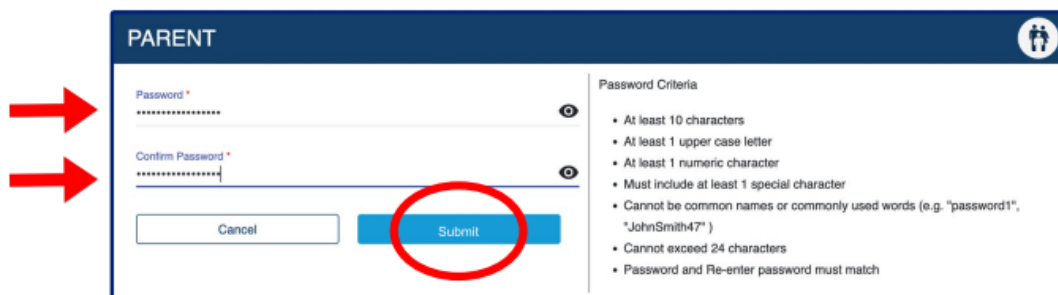 PARENT
Password *
•••••••••••••••••
Confirm Password *
•••••••••••••••••
Cancel
Submit
Password Criteria
• At least 10 characters
• At least 1 upper case letter
• At least 1 numeric character
• Must include at least 1 special character
• Cannot be common names or commonly used words (e.g. "password1",
"JohnSmith47" )
• Cannot exceed 24 characters
• Password and Re-enter password must match